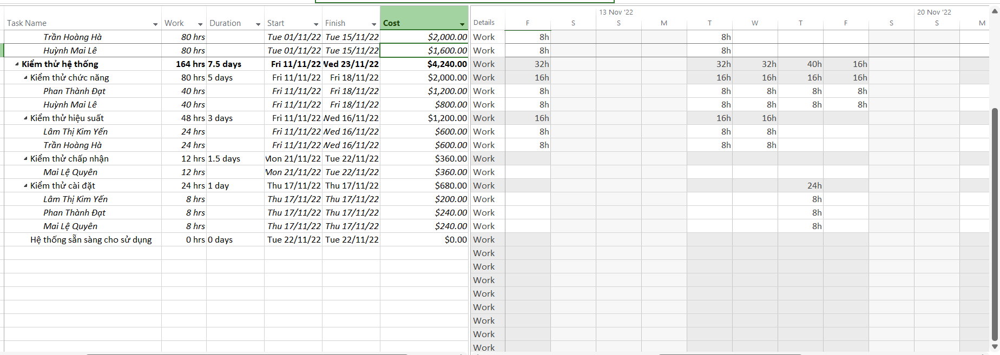 13 Nov '22 20 Nov '22
Task Name Work Duration Start Finish Cost Details F S S M T W T F S S M
Trần Hoàng Hà 80 hrs Tue 01/11/22 Tue 15/11/22 $2,000.00 Work 8h 8h
Huỳnh Mai Lê 80 hrs Tue 01/11/22 Tue 15/11/22 $1,600.00 Work 8h 8h
Kiểm thử hệ thống 164 hrs 7.5 days Fri 11/11/22 Wed 23/11/22 $4,240.00 Work 32h 32h 32h 40h 16h
Kiểm thử chức năng 80 hrs 5 days Fri 11/11/22 Fri 18/11/22 $2,000.00 Work 16h 16h 16h 16h 16h
Phan Thành Đạt 40 hrs Fri 11/11/22 Fri 18/11/22 $1,200.00 Work 8h 8h 8h 8h 8h
Huỳnh Mai Lê 40 hrs Fri 11/11/22 Fri 18/11/22 $800.00 Work 8h 8h 8h 8h 8h
Kiểm thử hiệu suất 48 hrs 3 days Fri 11/11/22 Wed 16/11/22 $1,200.00 Work 16h 16h 16h
Lâm Thị Kim Yến 24 hrs Fri 11/11/22 Wed 16/11/22 $600.00 Work 8h 8h 8h
Trần Hoàng Hà 24 hrs Fri 11/11/22 Wed 16/11/22 $600.00 Work 8h 8h 8h
Kiểm thử chấp nhận 12 hrs 1.5 days Mon 21/11/22 Tue 22/11/22 $360.00 Work
Mai Lệ Quyên 12 hrs Mon 21/11/22 Tue 22/11/22 $360.00 Work
Kiểm thử cài đặt 24 hrs 1 day Thu 17/11/22 Thu 17/11/22 $680.00 Work 24h
Lâm Thị Kim Yến 8 hrs Thu 17/11/22 Thu 17/11/22 $200.00 Work 8h
Phan Thành Đạt 8 hrs Thu 17/11/22 Thu 17/11/22 $240.00 Work 8h
Mai Lệ Quyên 8 hrs Thu 17/11/22 Thu 17/11/22 $240.00 Work 8h
Hệ thống sẵn sàng cho sử dụng 0 hrs 0 days Tue 22/11/22 Tue 22/11/22 $0.00 Work
Work
Work
Work
Work
Work
Work
Work
Work